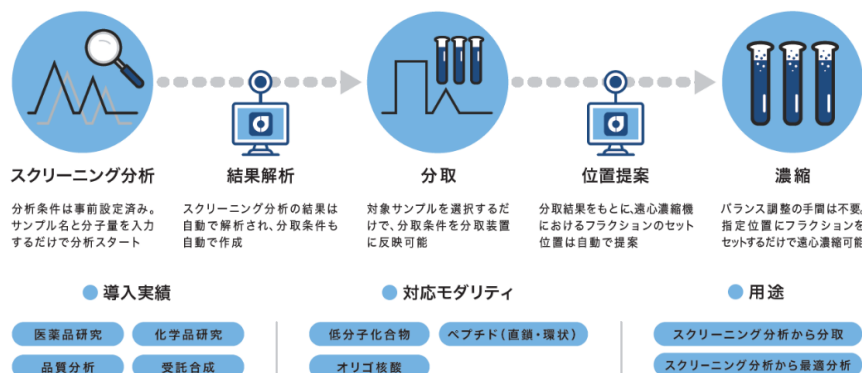 スクリーニング分析
結果解析
分取
位置提案
濃縮
分析条件は事前設定済み。
サンプル名と分子量を入力
するだけで分析スタート
スクリーニング分析の結果は
自動で解析され、分取条件も
自動で作成
対象サンプルを選択するだ
けで、分取条件を分取装置
に反映可能
分取結果をもとに、遠心濃縮機
におけるフラクションのセット
位置は自動で提案
バランス調整の手間は不要。
指定位置にフラクションを
セットするだけで遠心濃縮可能
導入実績
対応モダリティ
用途
医薬品研究
化学品研究
低分子化合物
ペプチド(直鎖・環状)
スクリーニング分析から分取
品質分析
受託合成
オリゴ核酸
スクリーニング分析から最適分析